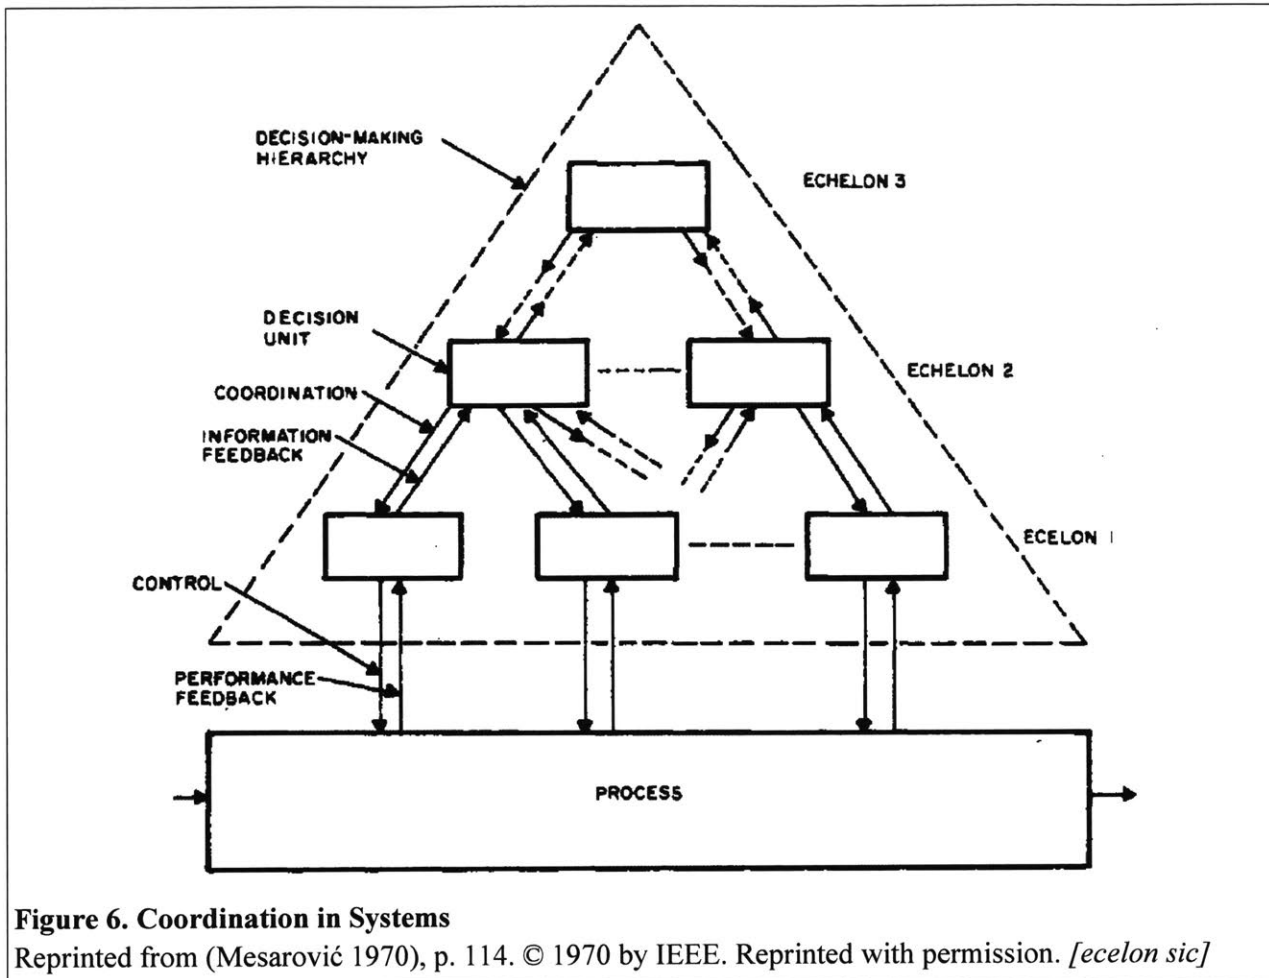 DECISION-MAKING
HIERARCHY
ECHELON 3
DECISION
UNIT
ECHELON 2
COORDINATION
INFORMATION
FEEDBACK
ECELON 1
CONTROL
PERFORMANCE
FEEDBACK
PROCESS
Figure 6. Coordination in Systems
Reprinted from (Mesarović 1970), p. 114. © 1970 by IEEE. Reprinted with permission. [ecelon sic]